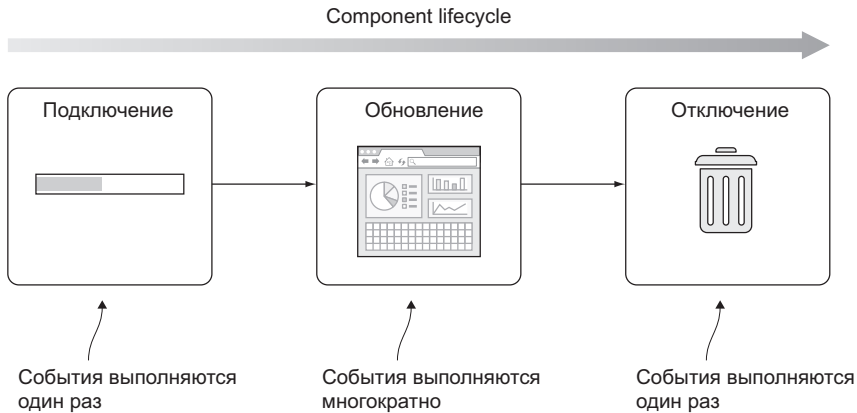 Component lifecycle
Подключение
Обновление
Отключение
События выполняются
один раз
События выполняются
многократно
События выполняются
один раз